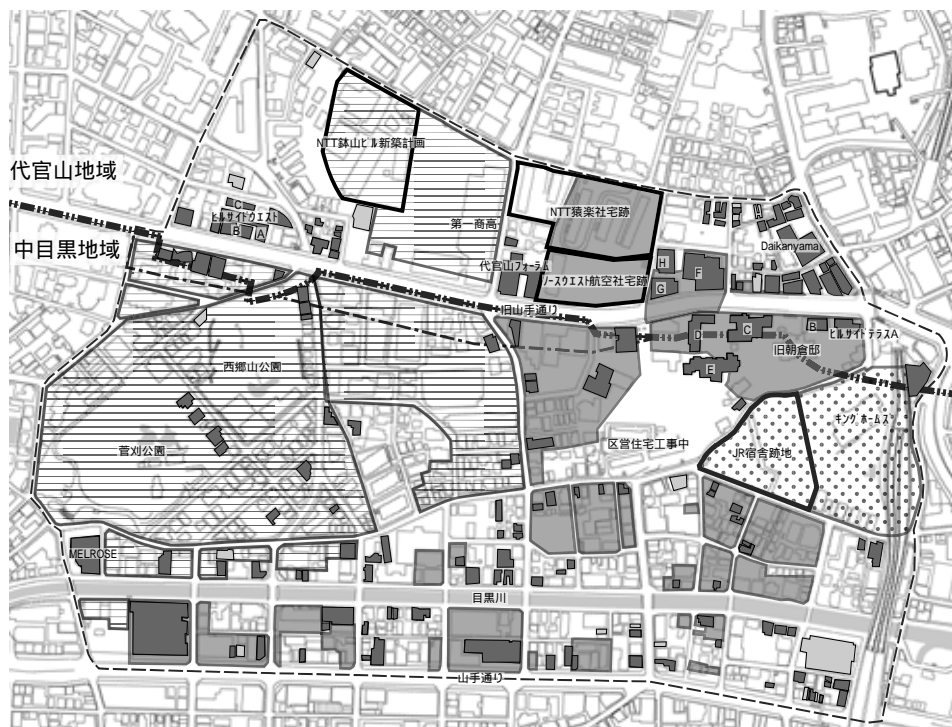 NTT鉢山ビル新築計画
代官山地域
NTT猿楽社宅跡
ヒルサイドウエスト
B A
第一商高
Daikanyama
中目黒地域
代官山フォーラム
H
F
ノースウエスト航空社宅跡
G
旧山手通り
D
C
B
ヒルサイドテラスA
旧朝倉邸
西郷山公園
E
キングホームズ
区営住宅工事中
菅刈公園
JR宿舎跡地
MELROSE
目黒川
山手通り